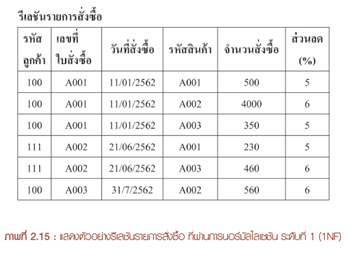 รีเลชันรายการสั่งซื้อ
รหัสลูกค้า เลขที่ใบสั่งซื้อ วันที่สั่งซื้อ รหัสสินค้า จำนวนสั่งซื้อ ส่วนลด (%)
100 A001 11/01/2562 A001 500 5
100 A001 11/01/2562 A002 4000 6
100 A001 11/01/2562 A003 350 5
111 A002 21/06/2562 A001 230 5
111 A002 21/06/2562 A003 460 6
100 A003 31/7/2562 A002 560 6
ภาพที่ 2.15 : แสดงตัวอย่างรีเลชันรายการสั่งซื้อ ที่ผ่านการนอร์มัลไลเซชัน ระดับที่ 1 (1NF)